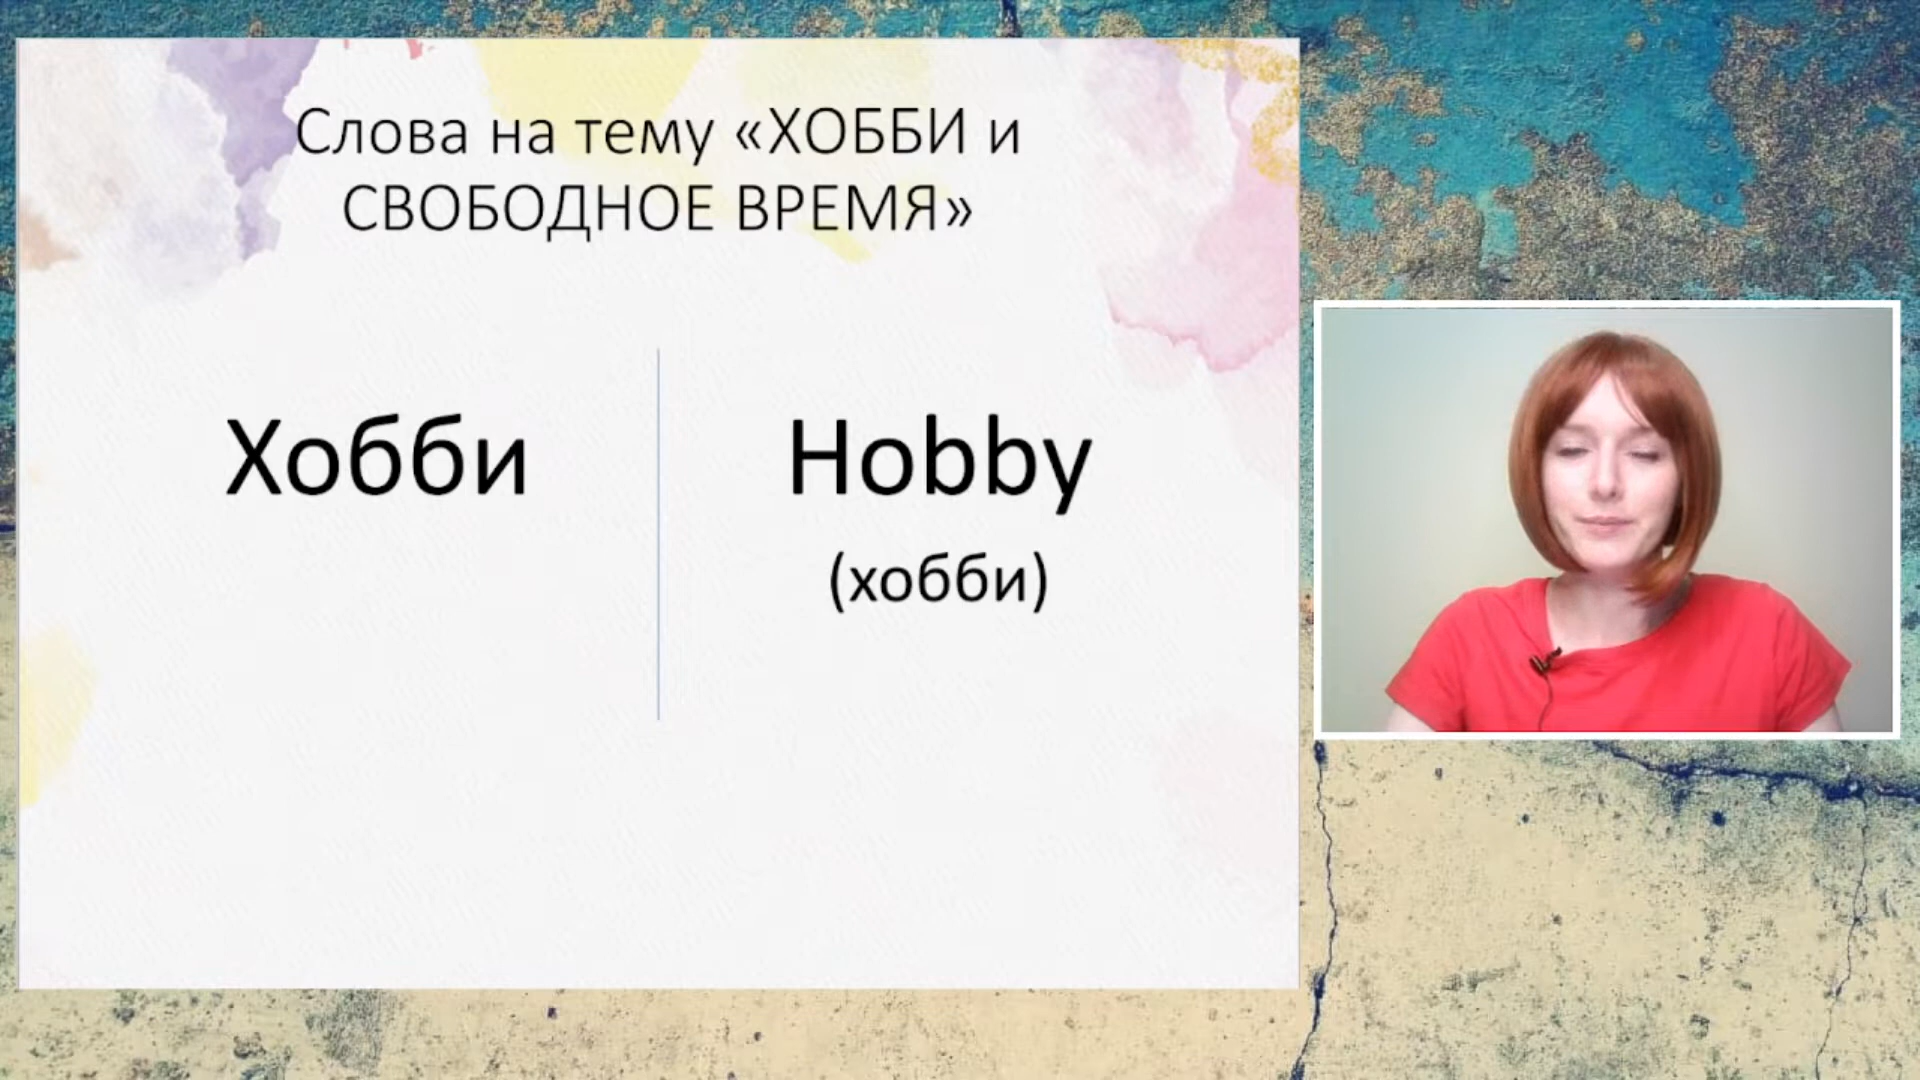 Слова на тему «ХОББИ и
СВОБОДНОЕ ВРЕМЯ»
Хобби
Hobby
(хобби)